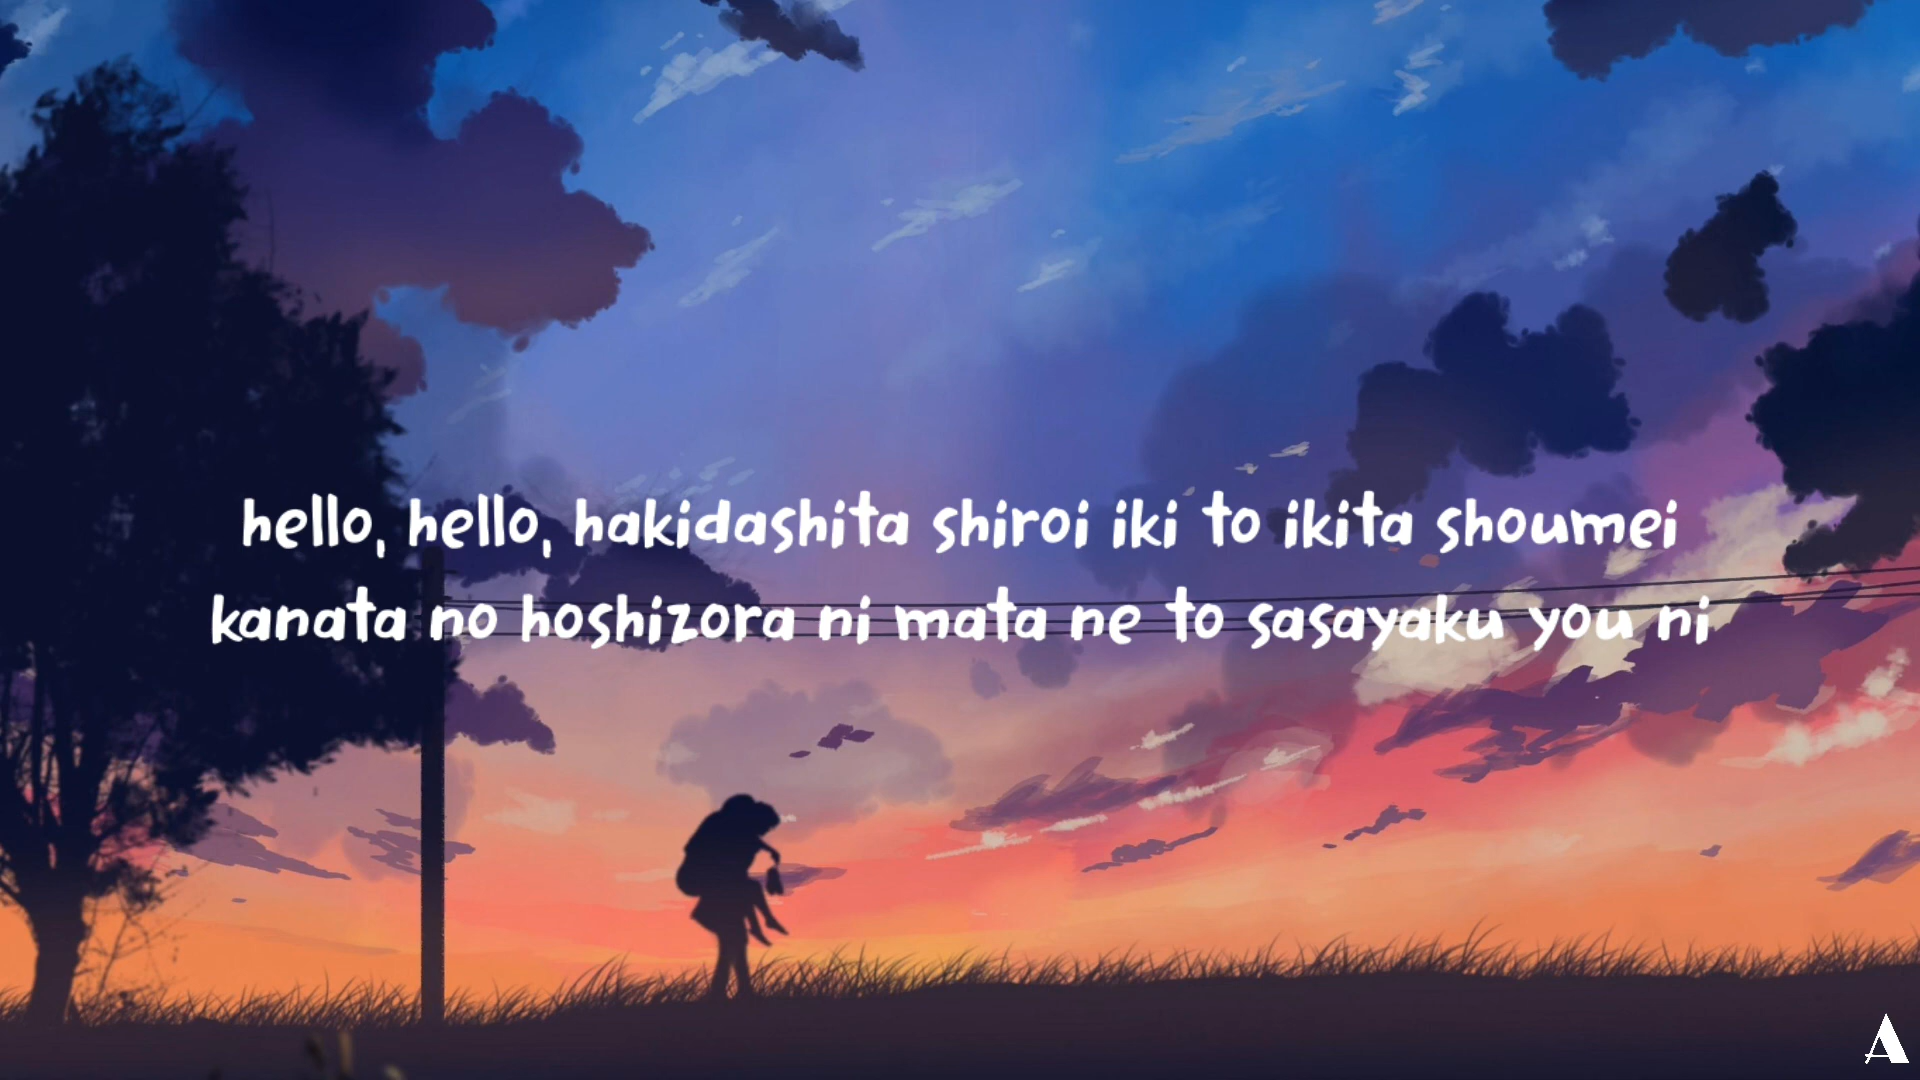 hello, hello, hakidashita shiroi iki to ikita shoumei
kanata no hoshizora ni mata ne to sasayaku you ni
A